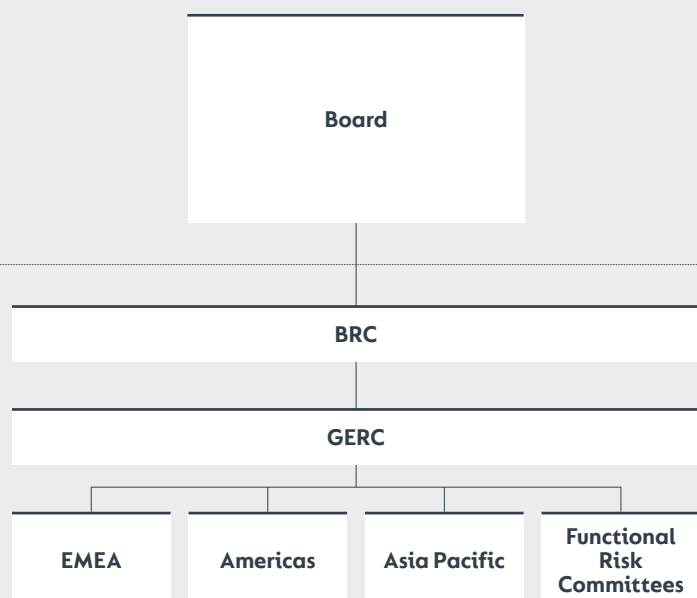 Board
BRC
GERC
EMEA
Americas
Asia Pacific
Functional
Risk
Committees